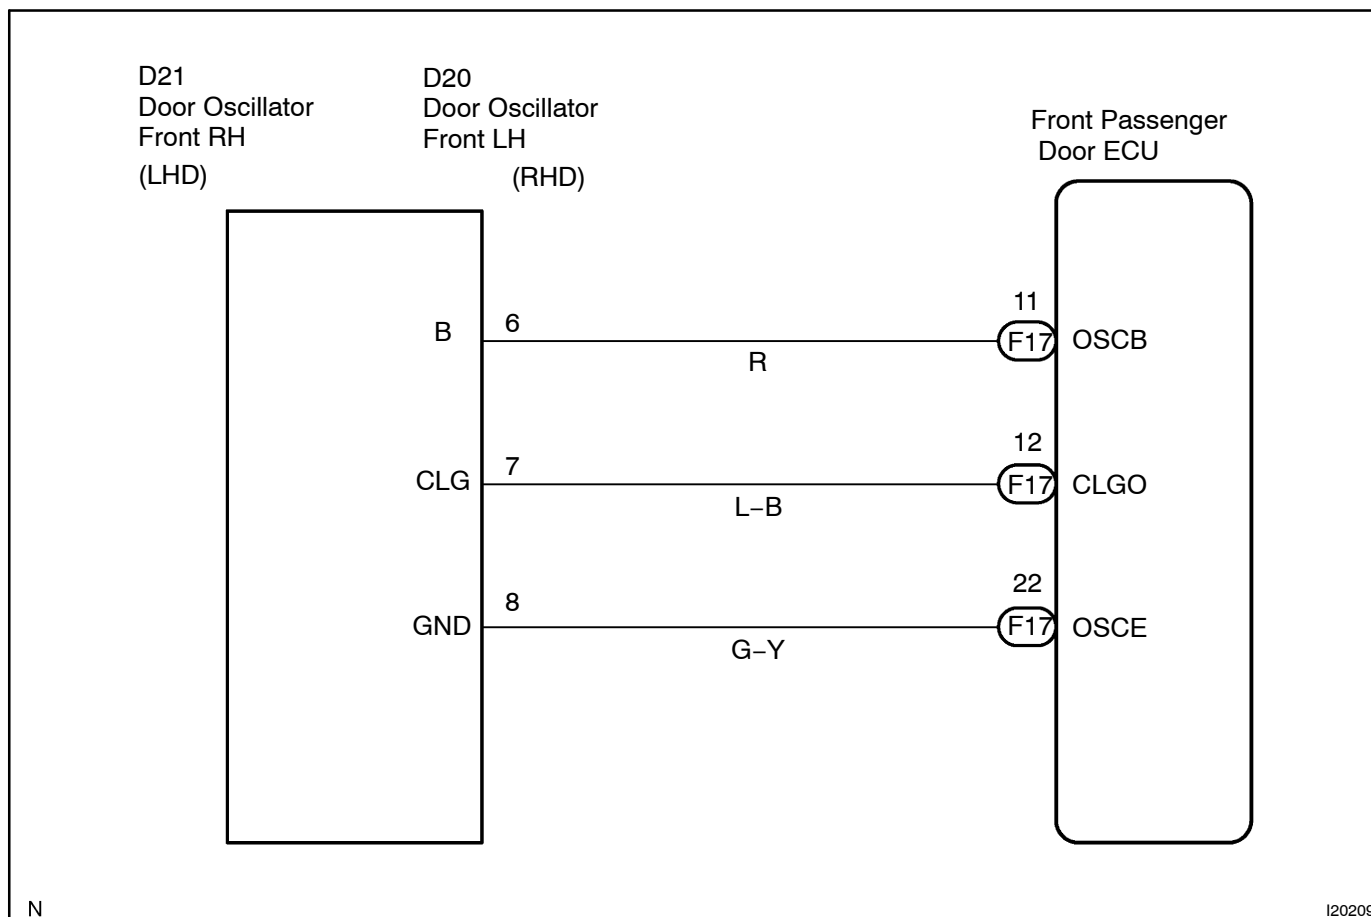 D21
Door Oscillator
Front RH
(LHD)
D20
Door Oscillator
Front LH
(RHD)
Front Passenger
Door ECU
B
6
R
11
F17
OSCB
CLG
7
L−B
12
F17
CLGO
GND
8
G−Y
22
F17
OSCE
N
I20209